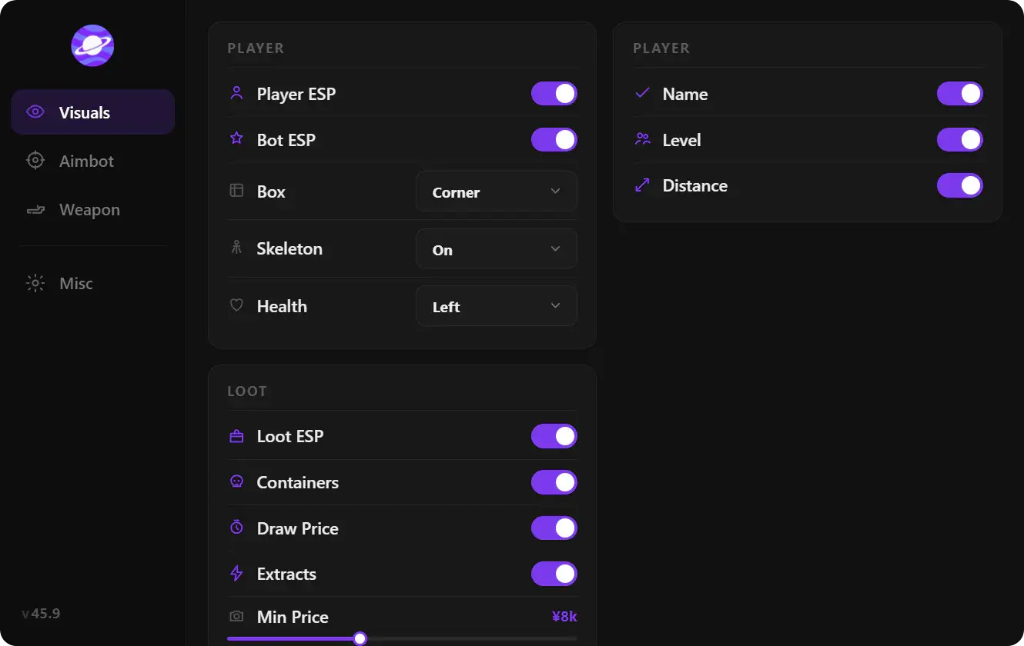 Visuals
Aimbot
Weapon
Misc
v45.9
PLAYER
Player ESP
Bot ESP
Box Corner
Skeleton On
Health Left
LOOT
Loot ESP
Containers
Draw Price
Extracts
Min Price ¥8k
PLAYER
Name
Level
Distance